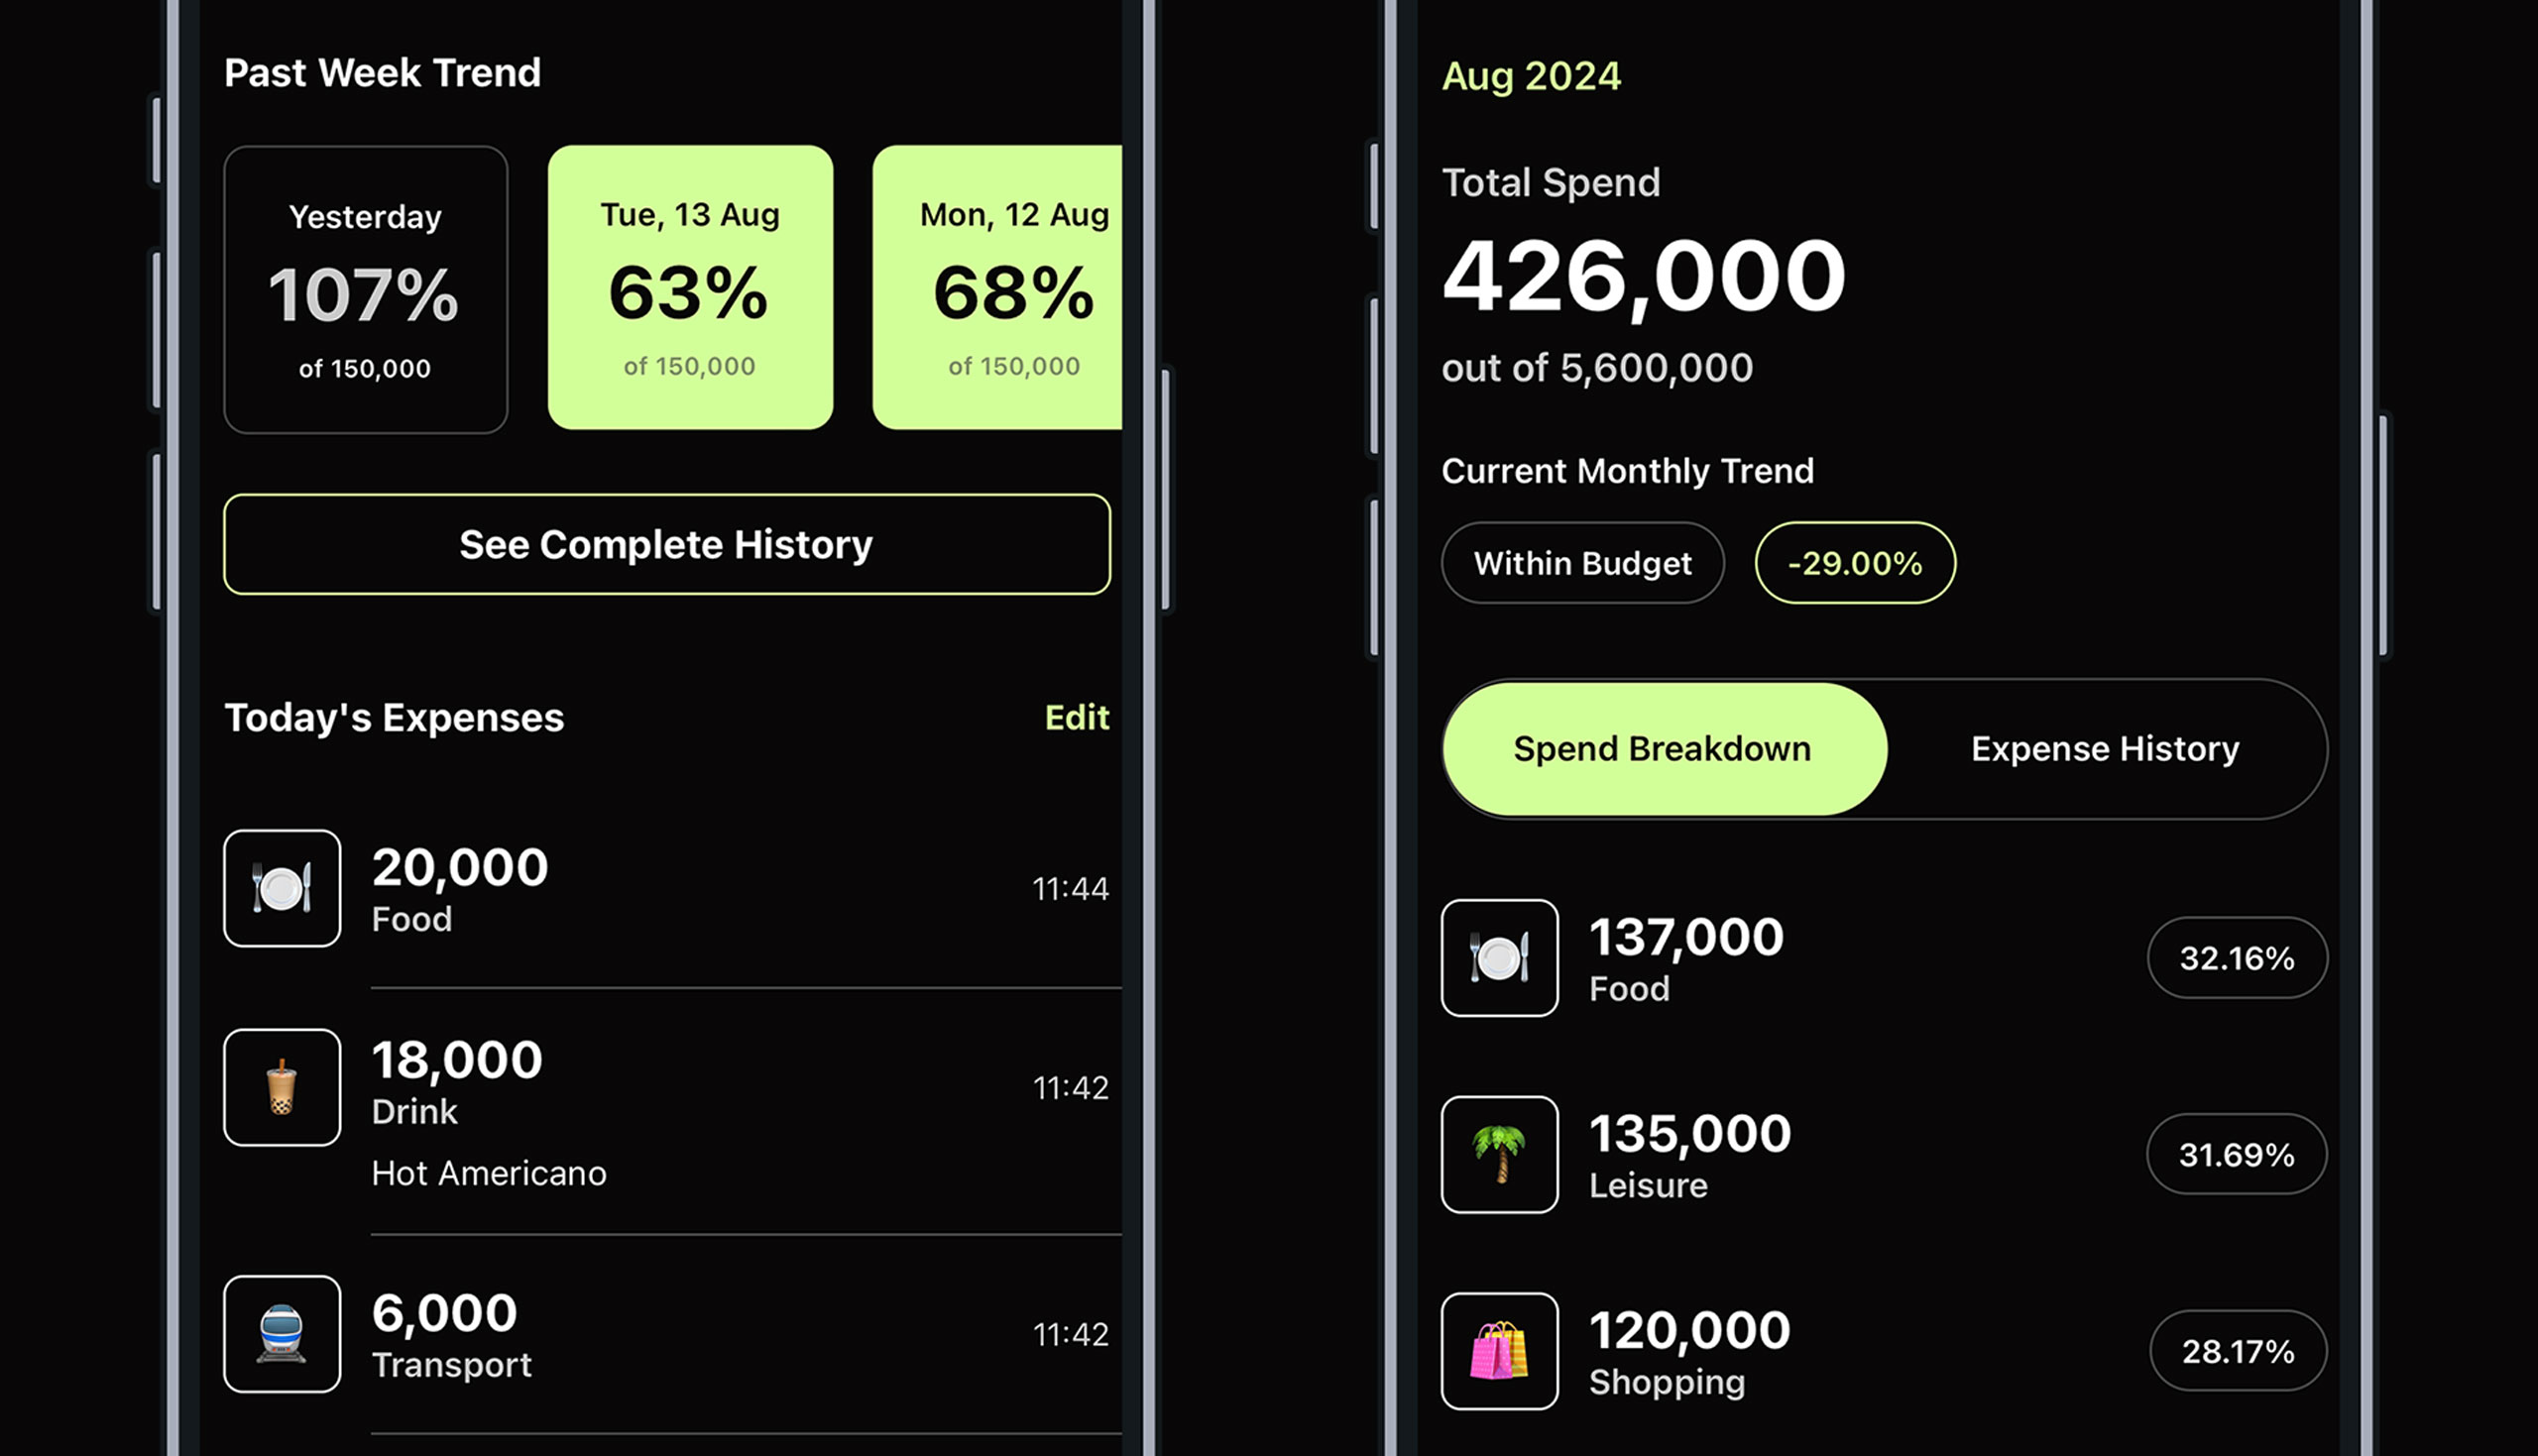 Past Week Trend
Yesterday
107%
of 150,000
Tue, 13 Aug
63%
of 150,000
Mon, 12 Aug
68%
of 150,000
See Complete History
Today's Expenses
Edit
20,000
Food
11:44
18,000
Drink
Hot Americano
11:42
6,000
Transport
11:42
Aug 2024
Total Spend
426,000
out of 5,600,000
Current Monthly Trend
Within Budget
-29.00%
Spend Breakdown
Expense History
137,000
Food
32.16%
135,000
Leisure
31.69%
120,000
Shopping
28.17%